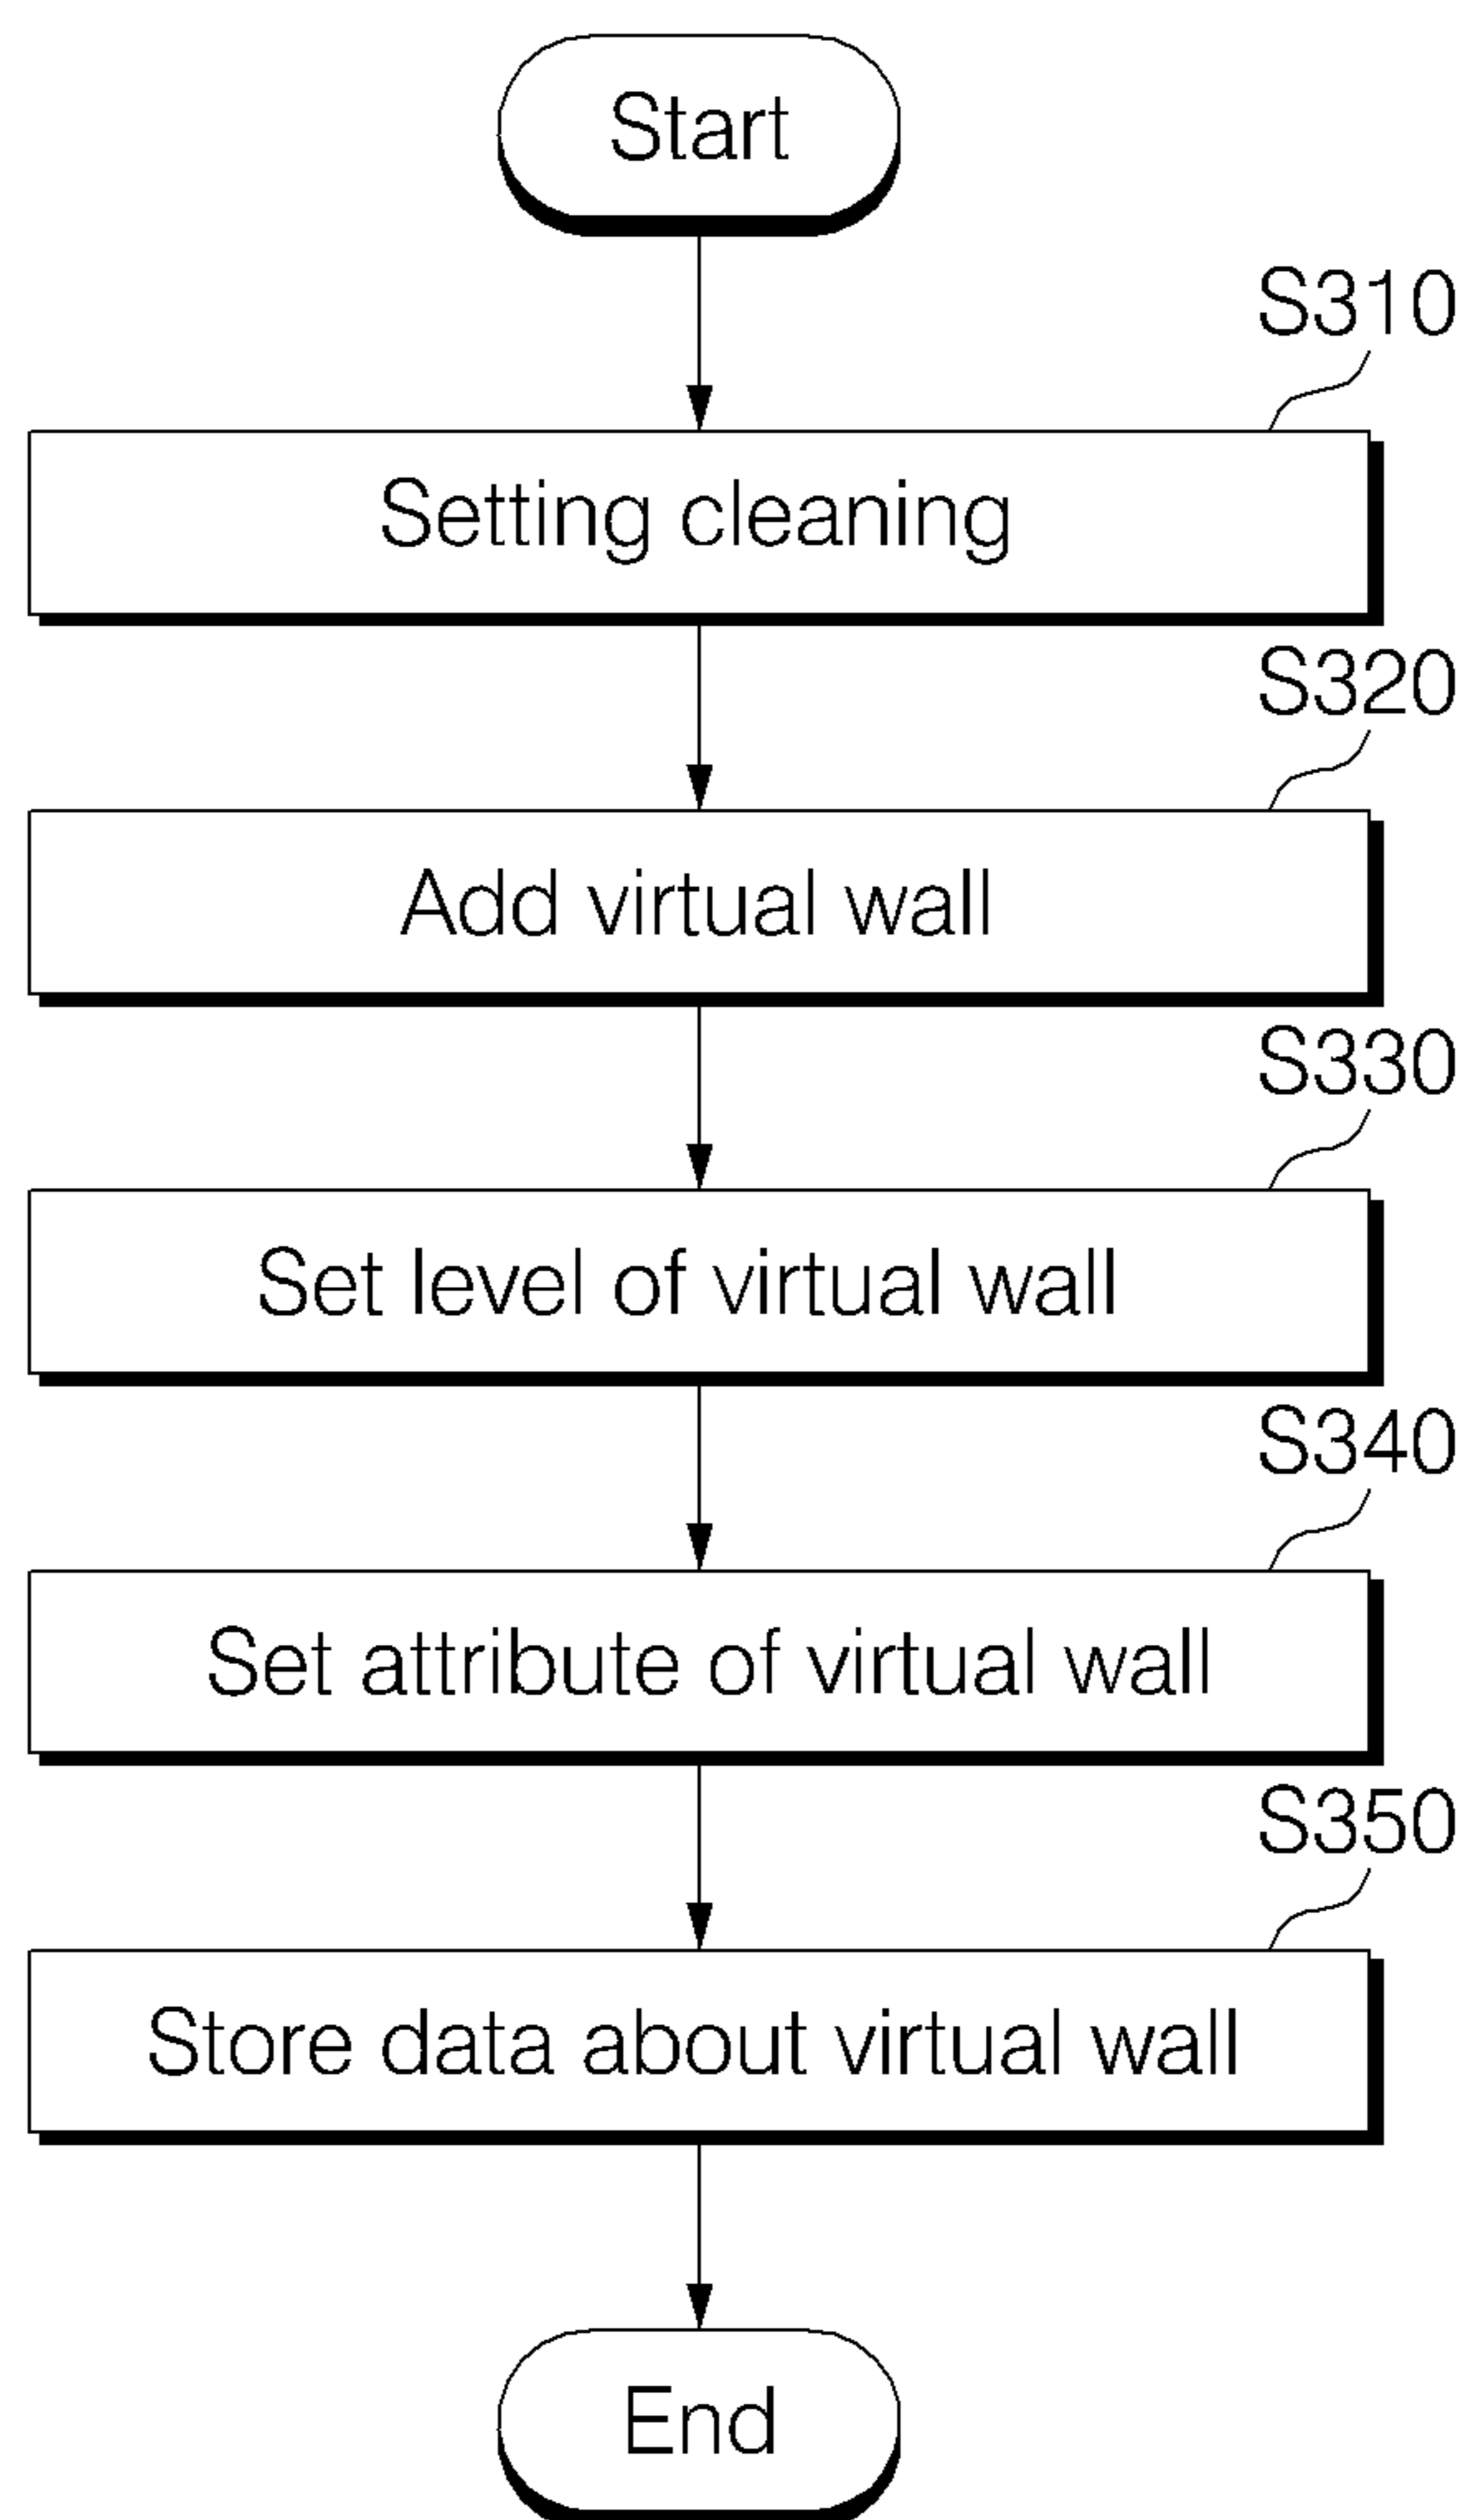 Start
S310
Setting cleaning
S320
Add virtual wall
S330
Set level of virtual wall
S340
Set attribute of virtual wall
S350
Store data about virtual wall
End